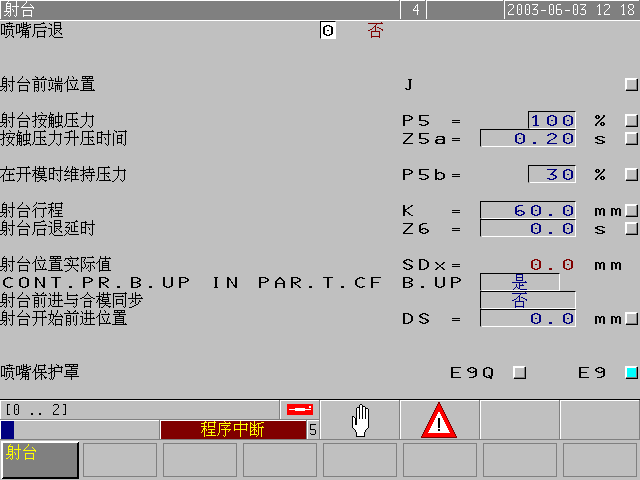 射台 4 2003-06-03 12 18
喷嘴后退 0 否
射台前端位置 J
射台按触压力 P5 = 100 %
按触压力升压时间 Z5a= 0.20 s
在开模时维持压力 P5b= 30 %
射台行程 K = 60.0 mm
射台后退延时 Z6 = 0.0 s
射台位置实际值 SDx= 0.0 mm
CONT.PR.B.UP IN PAR.T.CF B.UP 是
射台前进与合模同步 否
射台开始前进位置 DS = 0.0 mm
喷嘴保护罩 E9Q E9
[0 .. 2]
程序中断 5
射台